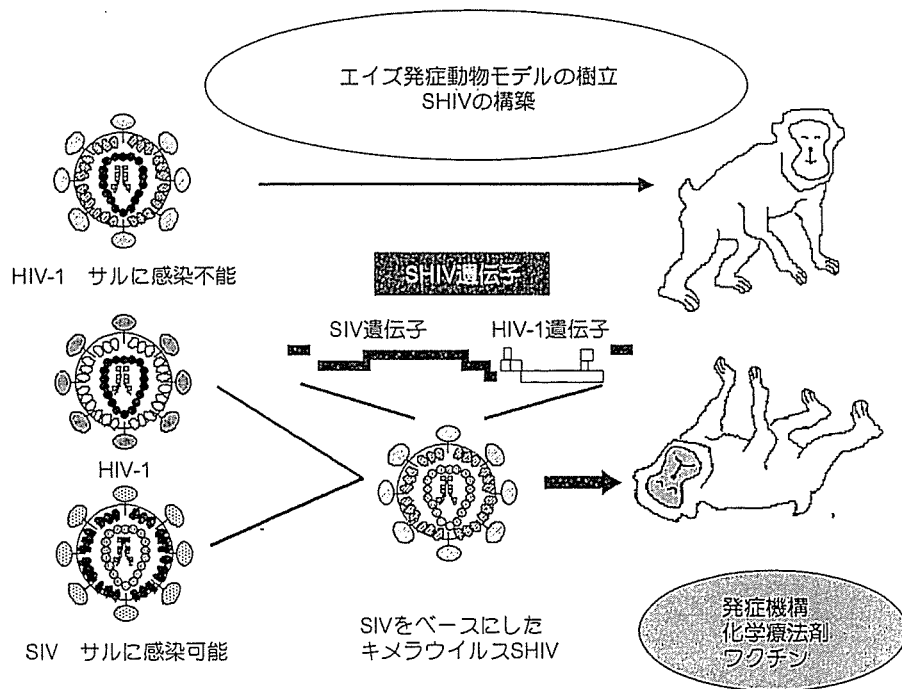 エイズ発症動物モデルの樹立
SHIVの構築
HIV-1　サルに感染不能
SHIV遺伝子
SIV遺伝子
HIV-1遺伝子
HIV-1
SIV　サルに感染可能
SIVをベースにした
キメラウイルスSHIV
発症機構
化学療法剤
ワクチン